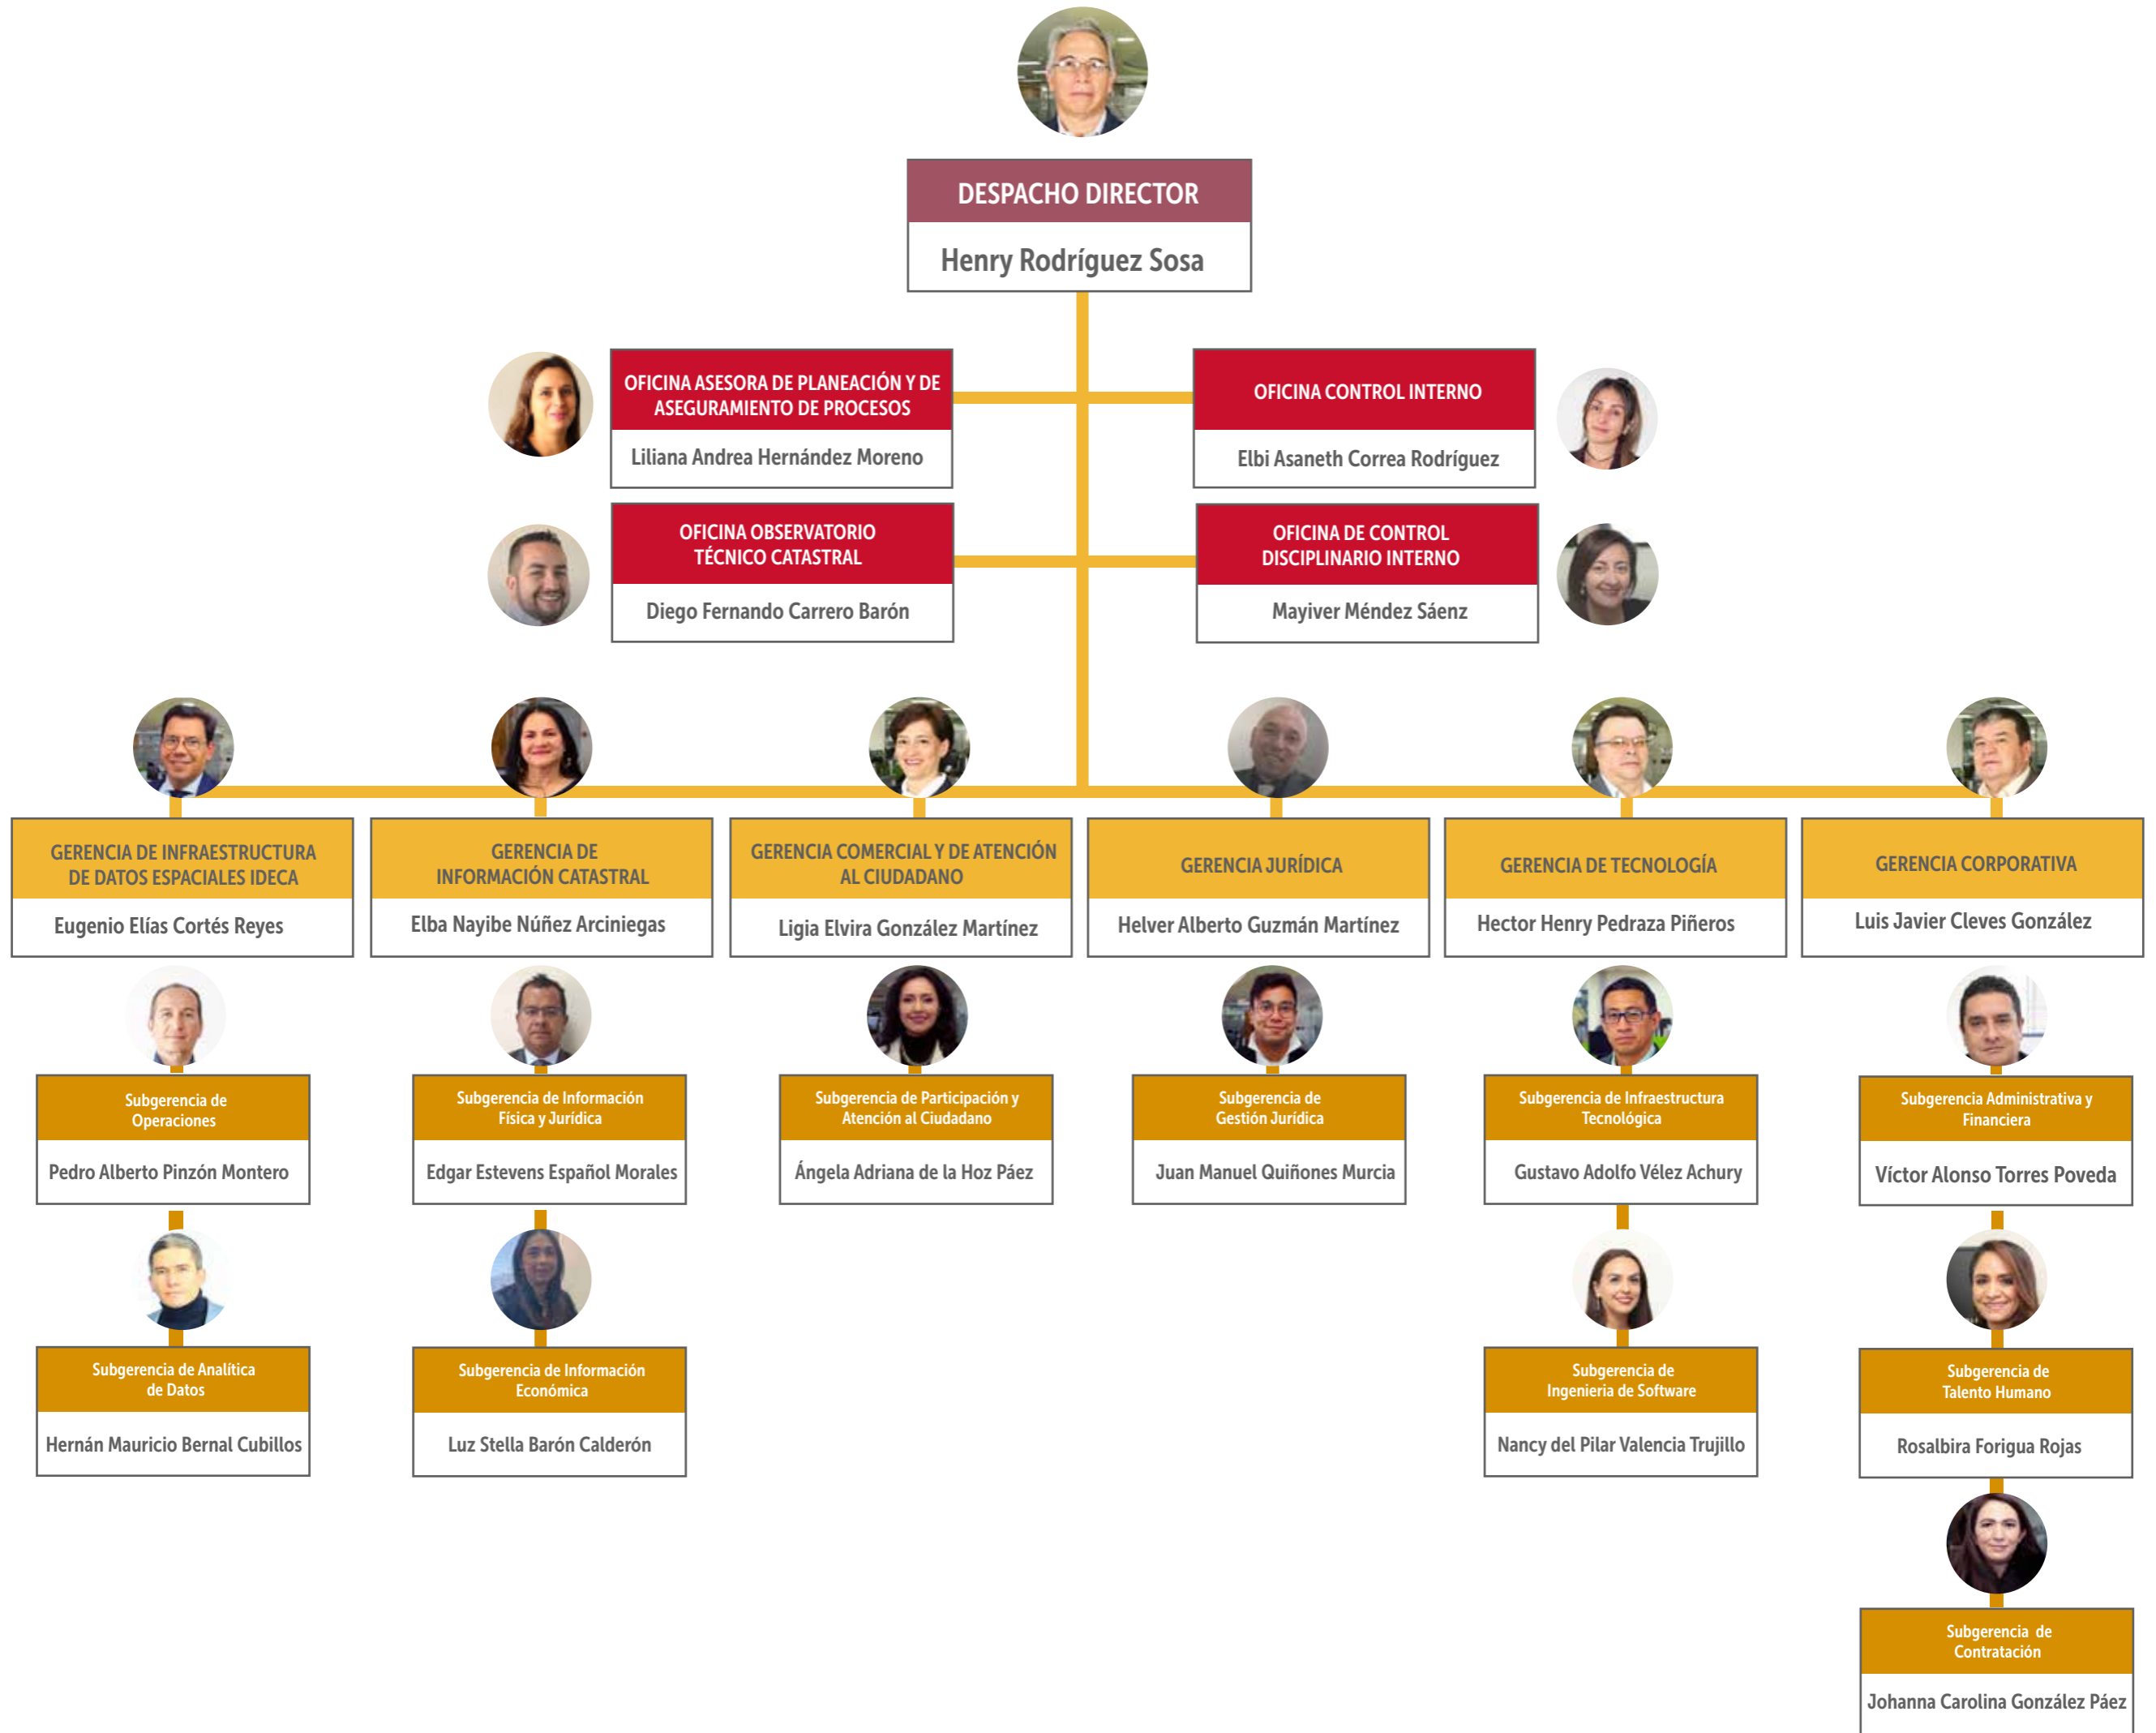 DESPACHO DIRECTOR
Henry Rodríguez Sosa
OFICINA ASESORA DE PLANEACIÓN Y DE
ASEGURAMIENTO DE PROCESOS
Liliana Andrea Hernández Moreno
OFICINA CONTROL INTERNO
Elbi Asaneth Correa Rodríguez
OFICINA OBSERVATORIO
TÉCNICO CATASTRAL
Diego Fernando Carrero Barón
OFICINA DE CONTROL
DISCIPLINARIO INTERNO
Mayiver Méndez Sáenz
GERENCIA DE INFRAESTRUCTURA
DE DATOS ESPACIALES IDECA
Eugenio Elías Cortés Reyes
GERENCIA DE
INFORMACIÓN CATASTRAL
Elba Nayibe Núñez Arciniegas
GERENCIA COMERCIAL Y DE ATENCIÓN
AL CIUDADANO
Ligia Elvira González Martínez
GERENCIA JURÍDICA
Helver Alberto Guzmán Martínez
GERENCIA DE TECNOLOGÍA
Hector Henry Pedraza Piñeros
GERENCIA CORPORATIVA
Luis Javier Cleves González
Subgerencia de
Operaciones
Pedro Alberto Pinzón Montero
Subgerencia de Información
Física y Jurídica
Edgar Estevens Español Morales
Subgerencia de Participación y
Atención al Ciudadano
Ángela Adriana de la Hoz Páez
Subgerencia de
Gestión Jurídica
Juan Manuel Quiñones Murcia
Subgerencia de Infraestructura
Tecnológica
Gustavo Adolfo Vélez Achury
Subgerencia Administrativa y
Financiera
Víctor Alonso Torres Poveda
Subgerencia de Analítica
de Datos
Hernán Mauricio Bernal Cubillos
Subgerencia de Información
Económica
Luz Stella Barón Calderón
Subgerencia de
Ingenieria de Software
Nancy del Pilar Valencia Trujillo
Subgerencia de
Talento Humano
Rosalbira Forigua Rojas
Subgerencia de
Contratación
Johanna Carolina González Páez